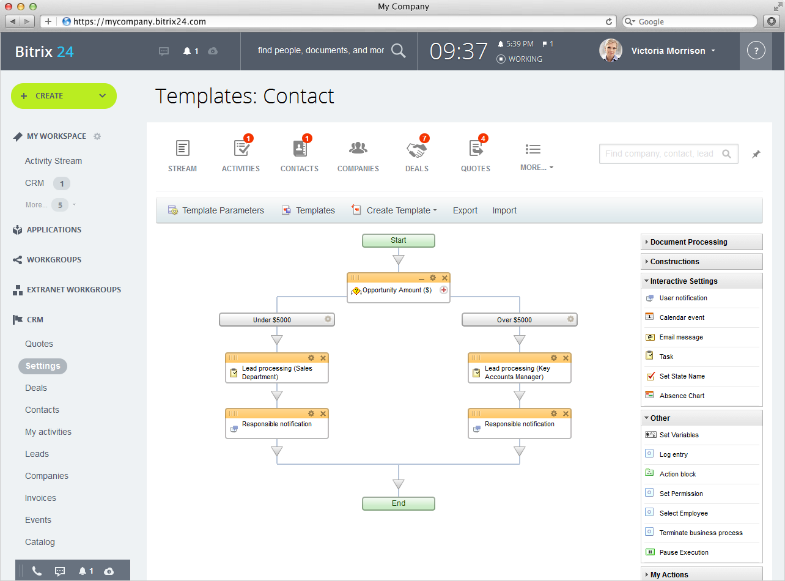 My Company
https://mycompany.bitrix24.com
Google
Bitrix 24
1
find people, documents, and mor
09:37
5:39 PM
1
WORKING
Victoria Morrison
?
CREATE
Templates: Contact
MY WORKSPACE
Activity Stream
CRM 1
More... 5
APPLICATIONS
WORKGROUPS
EXTRANET WORKGROUPS
CRM
Quotes
Settings
Deals
Contacts
My activities
Leads
Companies
Invoices
Events
Catalog
1
STREAM
1
ACTIVITIES
1
CONTACTS
COMPANIES
7
DEALS
4
QUOTES
MORE...
Find company, contact, lead
Template Parameters
Templates
Create Template
Export
Import
Start
Opportunity Amount ($)
Under $5000
Over $5000
Lead processing (Sales
Department)
Lead processing (Key
Accounts Manager)
Responsible notification
Responsible notification
End
Document Processing
Constructions
Interactive Settings
User notification
Calendar event
Email message
Task
Set State Name
Absence Chart
Other
Set Variables
Log entry
Action block
Set Permission
Select Employee
Terminate business process
Pause Execution
My Actions